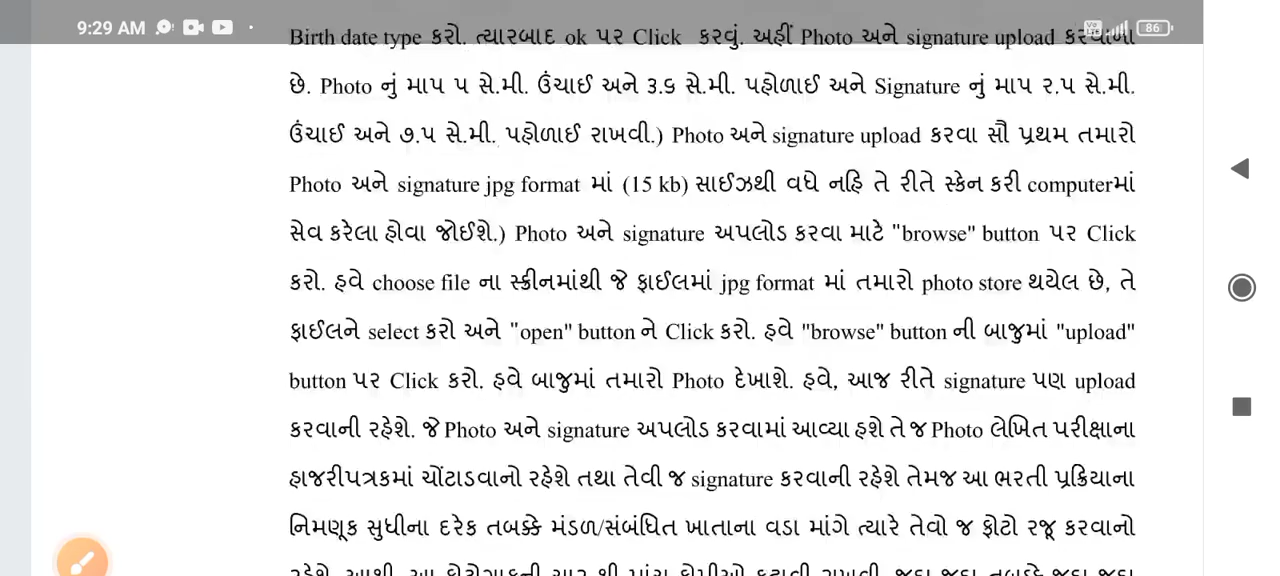 9:29 AM
86
Birth date type કરો. ત્યારબાદ ok પર Click કરવું. અહીં Photo અને signature upload કરવાના
છે. Photo નું માપ ૫ સે.મી. ઉંચાઈ અને ૩.૬ સે.મી. પહોળાઈ અને Signature નું માપ ૨.૫ સે.મી.
ઉંચાઈ અને ૭.૫ સે.મી. પહોળાઈ રાખવી.) Photo અને signature upload કરવા સૌ પ્રથમ તમારો
Photo અને signature jpg format માં (15 kb) સાઈઝથી વધે નહિ તે રીતે સ્કેન કરી computerમાં
સેવ કરેલા હોવા જોઈશે.) Photo અને signature અપલોડ કરવા માટે "browse" button પર Click
કરો. હવે choose file ના સ્ક્રીનમાંથી જે ફાઈલમાં jpg format માં તમારો photo store થયેલ છે, તે
ફાઈલને select કરો અને "open" button ને Click કરો. હવે "browse" button ની બાજુમાં "upload"
button પર Click કરો. હવે બાજુમાં તમારો Photo દેખાશે. હવે, આજ રીતે signature પણ upload
કરવાની રહેશે. જે Photo અને signature અપલોડ કરવામાં આવ્યા હશે તે જ Photo લેખિત પરીક્ષાના
હાજરીપત્રકમાં ચોંટાડવાનો રહેશે તથા તેવી જ signature કરવાની રહેશે તેમજ આ ભરતી પ્રક્રિયાના
નિમણૂક સુધીના દરેક તબક્કે મંડળ/સંબંધિત ખાતાના વડા માંગે ત્યારે તેવો જ ફોટો રજૂ કરવાનો